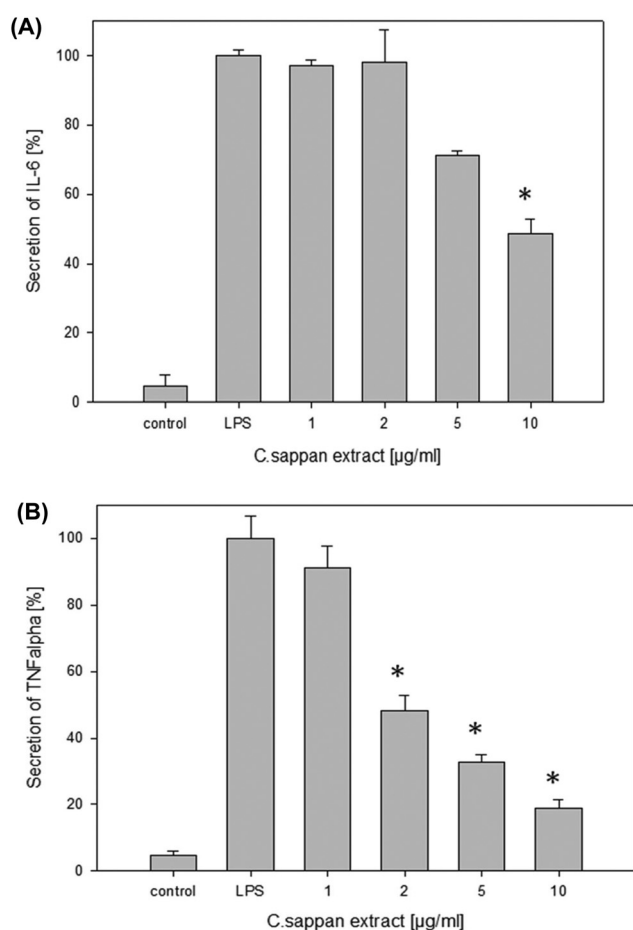 (A)
Secretion of IL-6 [%]
100
80
60
40
20
0
*
control LPS 1 2 5 10
C.sappan extract [µg/ml]
(B)
Secretion of TNFalpha [%]
100
80
60
40
20
0
* * *
control LPS 1 2 5 10
C.sappan extract [µg/ml]